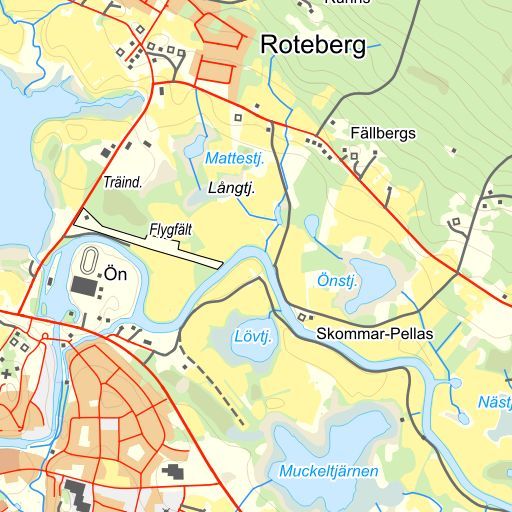 Roteberg
Fällbergs
Mattestj.
Träind.
Långtj.
Flygfält
Ön
Önstj.
Lövtj.
Skommar-Pellas
Muckeltjärnen